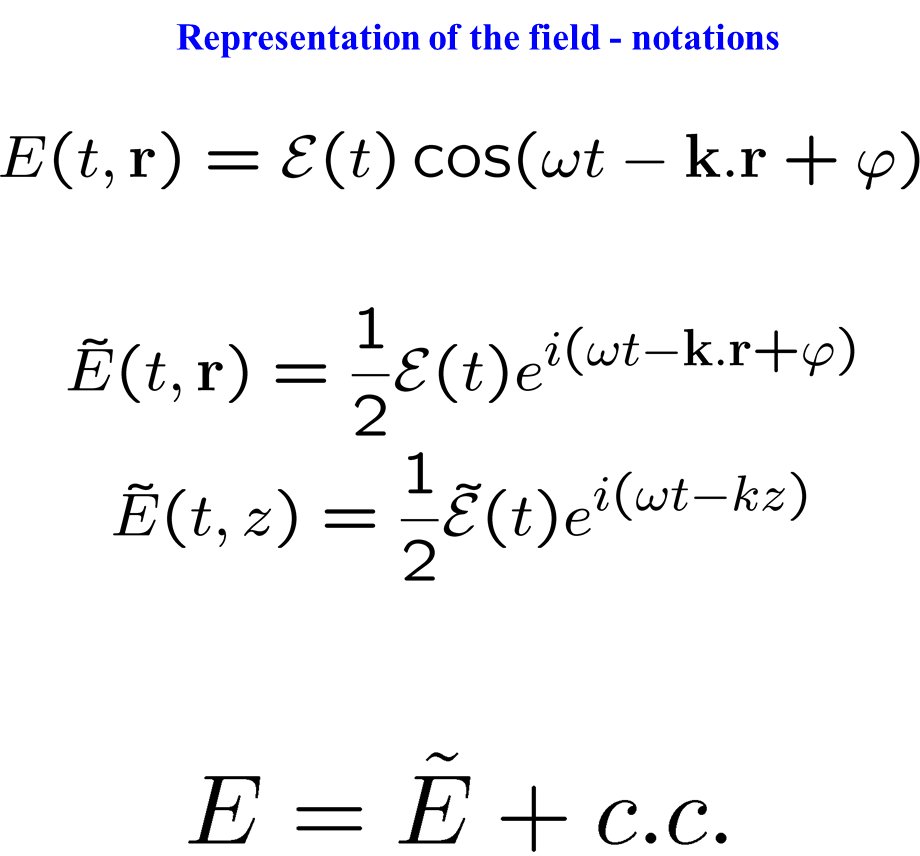 Representation of the field - notations
E(t, r) = ℰ(t) cos(ωt − k.r + φ)
Ẽ(t, r) = 1/2 ℰ(t)e^{i(ωt−k.r+φ)}
Ẽ(t, z) = 1/2 ℰ̃(t)e^{i(ωt−kz)}
E = Ẽ + c.c.